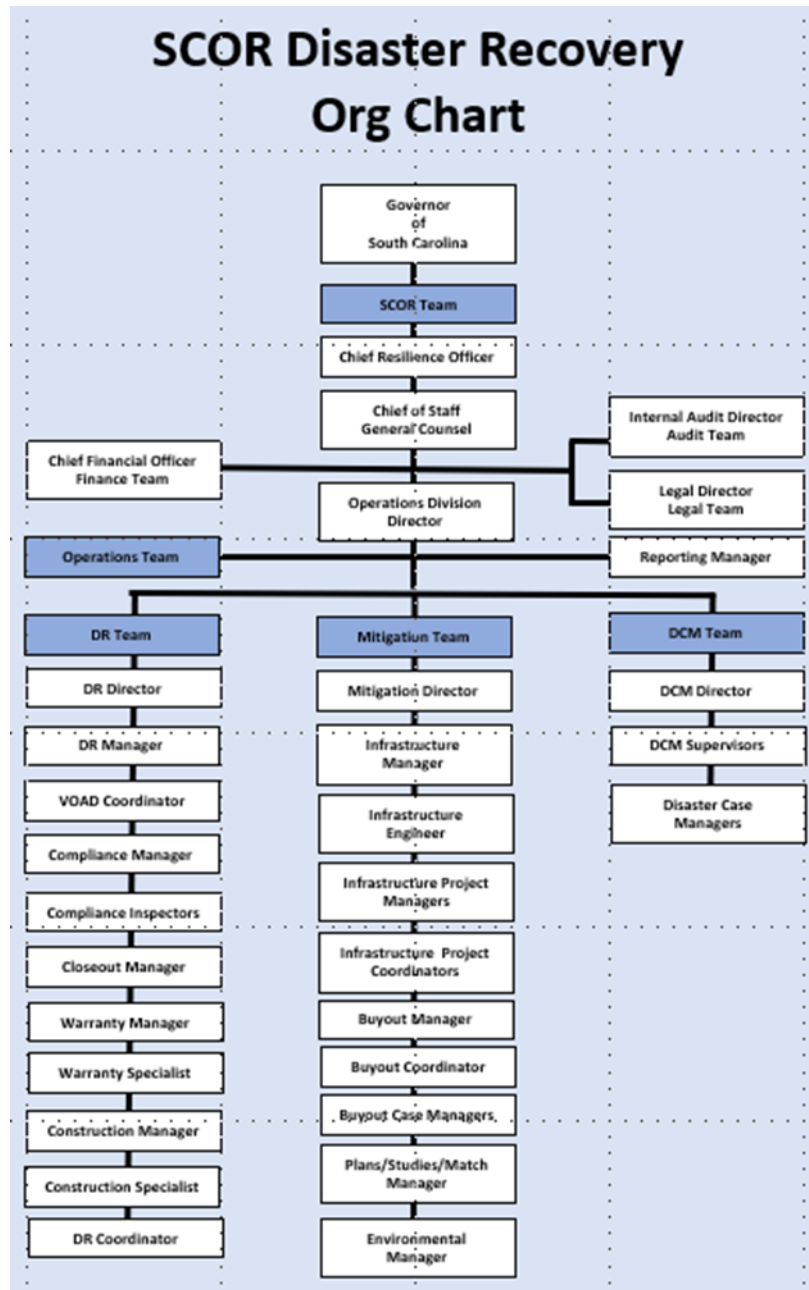 SCOR Disaster Recovery
Org Chart
Governor
of
South Carolina
SCOR Team
Chief Resilience Officer
Chief of Staff
General Counsel
Internal Audit Director
Audit Team
Chief Financial Officer
Finance Team
Legal Director
Legal Team
Operations Division
Director
Operations Team
Reporting Manager
DR Team
DR Director
DR Manager
VOAD Coordinator
Compliance Manager
Compliance Inspectors
Closeout Manager
Warranty Manager
Warranty Specialist
Construction Manager
Construction Specialist
DR Coordinator
Mitigation Team
Mitigation Director
Infrastructure
Manager
Infrastructure
Engineer
Infrastructure Project
Managers
Infrastructure Project
Coordinators
Buyout Manager
Buyout Coordinator
Buyout Case Managers
Plans/Studies/Match
Manager
Environmental
Manager
DCM Team
DCM Director
DCM Supervisors
Disaster Case
Managers